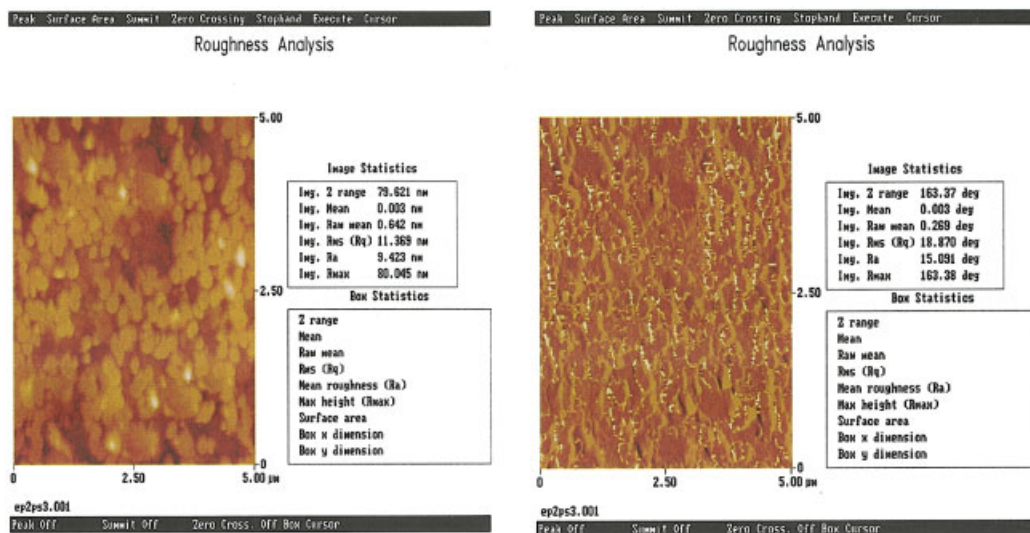 Peak Surface Area Summit Zero Crossing Stopband Execute Cursor
Roughness Analysis
5.00
2.50
0
0 2.50 5.00 µm
Image Statistics
Img. Z range 79.621 nm
Img. Mean 0.003 nm
Img. Raw mean 0.642 nm
Img. Rms (Rq) 11.369 nm
Img. Ra 9.423 nm
Img. Rmax 80.045 nm
Box Statistics
Z range
Mean
Raw mean
Rms (Rq)
Mean roughness (Ra)
Max height (Rmax)
Surface area
Box x dimension
Box y dimension
ep2ps3.001
Peak Off Summit Off Zero Cross. Off Box Cursor
Peak Surface Area Summit Zero Crossing Stopband Execute Cursor
Roughness Analysis
5.00
2.50
0
0 2.50 5.00 µm
Image Statistics
Img. Z range 163.37 deg
Img. Mean 0.003 deg
Img. Raw mean 0.269 deg
Img. Rms (Rq) 18.870 deg
Img. Ra 15.091 deg
Img. Rmax 163.38 deg
Box Statistics
Z range
Mean
Raw mean
Rms (Rq)
Mean roughness (Ra)
Max height (Rmax)
Surface area
Box x dimension
Box y dimension
ep2ps3.001
Peak Off Summit Off Zero Cross. Off Box Cursor